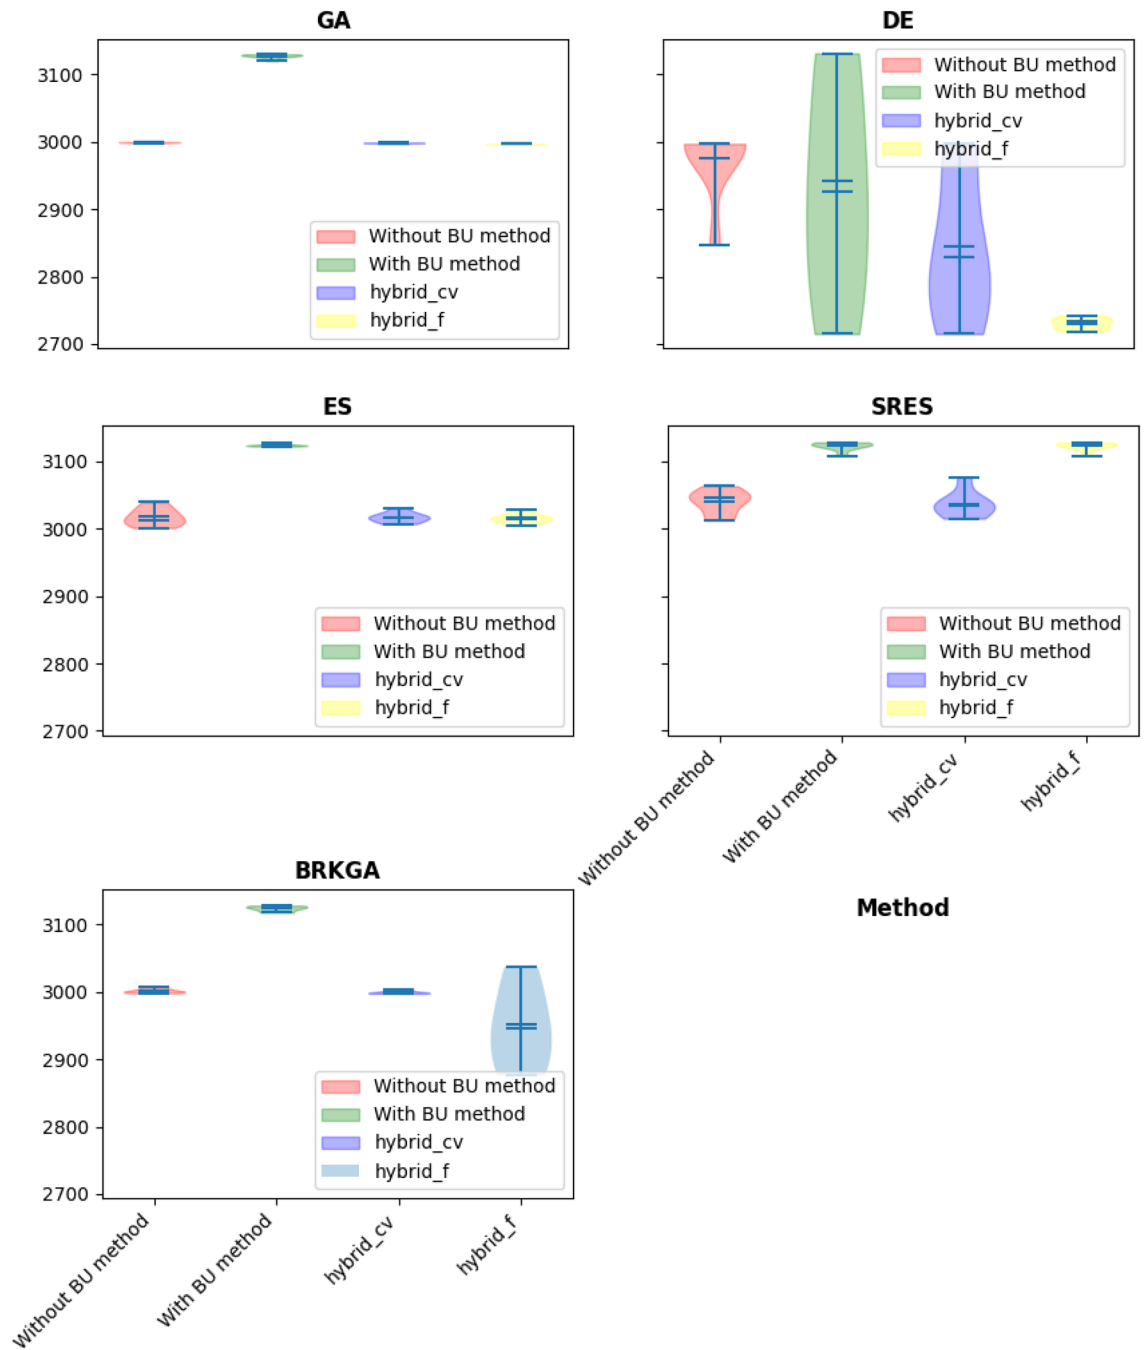 GA
3100
3000
2900
2800
2700
Without BU method
With BU method
hybrid_cv
hybrid_f
DE
Without BU method
With BU method
hybrid_cv
hybrid_f
ES
3100
3000
2900
2800
2700
Without BU method
With BU method
hybrid_cv
hybrid_f
SRES
Without BU method
With BU method
hybrid_cv
hybrid_f
Without BU method
With BU method
hybrid_cv
hybrid_f
BRKGA
3100
3000
2900
2800
2700
Without BU method
With BU method
hybrid_cv
hybrid_f
Without BU method
With BU method
hybrid_cv
hybrid_f
Method